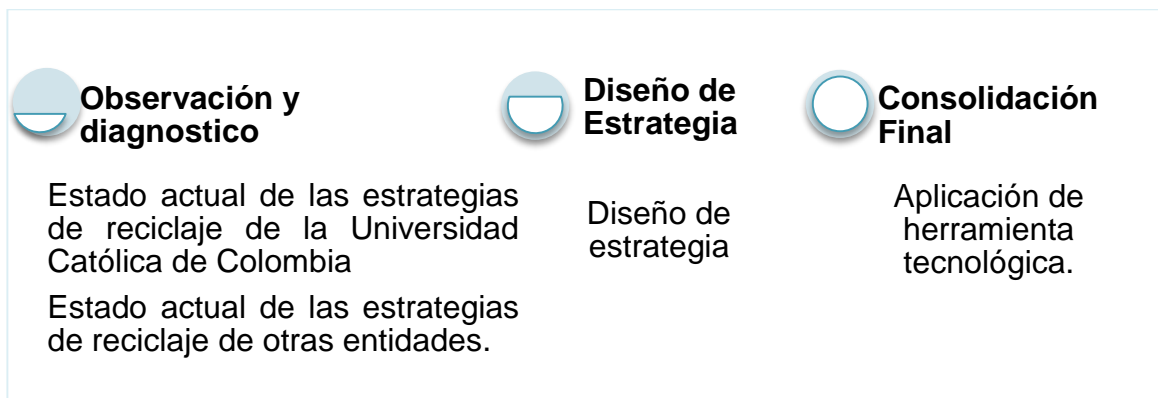 Observación y
diagnostico
Estado actual de las estrategias
de reciclaje de la Universidad
Católica de Colombia
Estado actual de las estrategias
de reciclaje de otras entidades.
Diseño de
Estrategia
Diseño de
estrategia
Consolidación
Final
Aplicación de
herramienta
tecnológica.